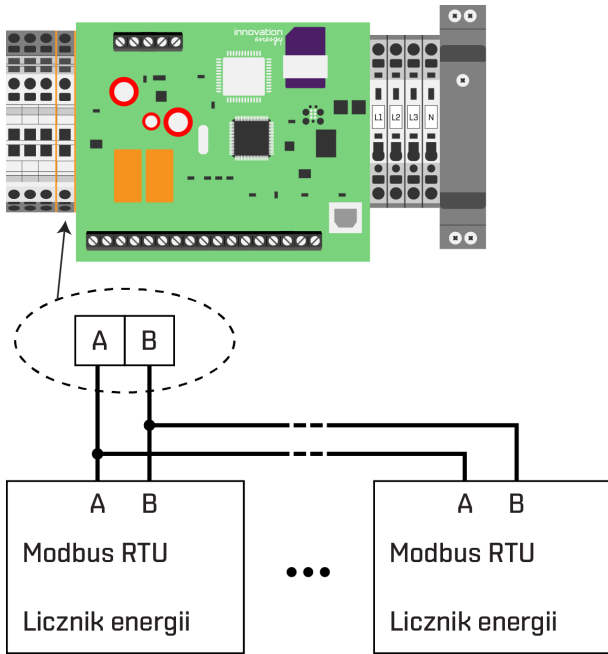 innovation
energy
L1 L2 L3 N
A B
A B
Modbus RTU
Licznik energii
A B
Modbus RTU
Licznik energii